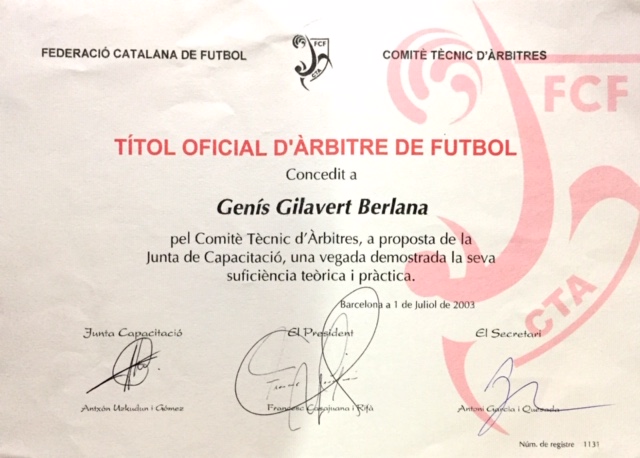 FEDERACIÓ CATALANA DE FUTBOL
FCF
CTA
COMITÈ TÈCNIC D'ÀRBITRES
FCF
CTA
TÍTOL OFICIAL D'ÀRBITRE DE FUTBOL
Concedit a
Genís Gilavert Berlana
pel Comitè Tècnic d'Àrbitres, a proposta de la
Junta de Capacitació, una vegada demostrada la seva
suficiència teòrica i pràctica.
Barcelona a 1 de Juliol de 2003
Junta Capacitació
El President
El Secretari
Antxón Uzkudun i Gómez
Francesc Casajuana i Rifà
Antoni García i Quesada
Núm. de registre 1131